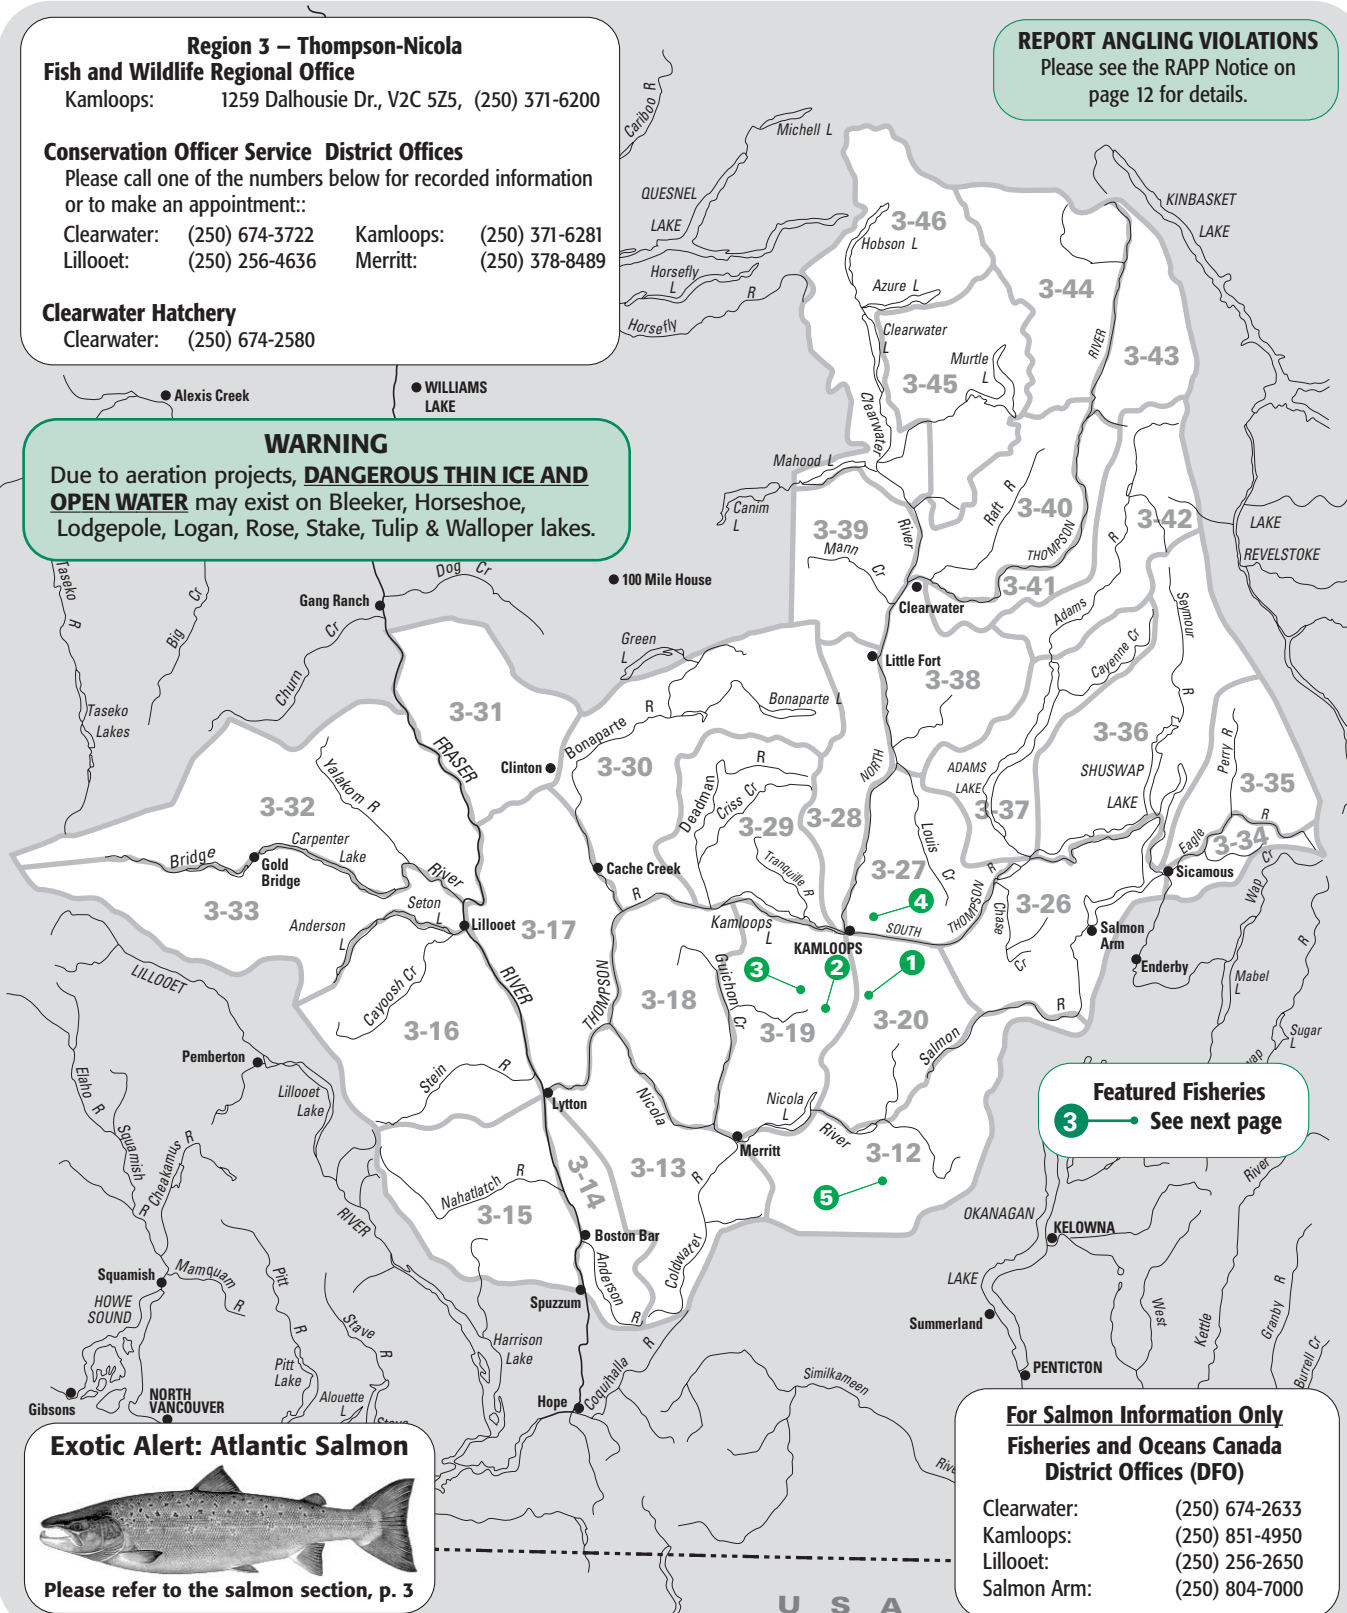 Region 3 – Thompson-Nicola
Fish and Wildlife Regional Office
Kamloops: 1259 Dalhousie Dr., V2C 5Z5, (250) 371-6200
Conservation Officer Service District Offices
Please call one of the numbers below for recorded information
or to make an appointment::
Clearwater: (250) 674-3722 Kamloops: (250) 371-6281
Lillooet: (250) 256-4636 Merritt: (250) 378-8489
Clearwater Hatchery
Clearwater: (250) 674-2580
REPORT ANGLING VIOLATIONS
Please see the RAPP Notice on
page 12 for details.
Cariboo R
Michell L
QUESNEL
LAKE
Horsefly
L
R
Horsefly
KINBASKET
LAKE
3-46
Hobson L
Azure L
3-44
Clearwater
L
Murtle
L
RIVER
3-43
3-45
Clearwater
Alexis Creek
WILLIAMS
LAKE
WARNING
Due to aeration projects, DANGEROUS THIN ICE AND
OPEN WATER may exist on Bleeker, Horseshoe,
Lodgepole, Logan, Rose, Stake, Tulip & Walloper lakes.
Mahood L
Canim
L
3-39
Mann
Cr
River
Raft R
3-40
THOMPSON
3-42
R
LAKE
REVELSTOKE
3-41
Adams
Clearwater
Seymour
R
Cayenne Cr
Taseko
R
Big Cr
Dog Cr
100 Mile House
Gang Ranch
Churn Cr
Green
L
Little Fort
3-38
Taseko
Lakes
3-31
FRASER
Bonaparte R
Bonaparte L
3-36
Perry R
Clinton
3-30
NORTH
ADAMS
LAKE
SHUSWAP
LAKE
3-35
3-32
Yalakom R
Deadman
R
Criss Cr
3-29
3-28
3-37
R
Eagle
3-34
Wap Cr
Carpenter
Lake
Bridge
Gold
Bridge
River
Tranquille R
Louis
Cr
3-27
Cache Creek
R
Sicamous
3-33
Seton
L
Anderson
L
Lillooet
3-17
Kamloops
L
KAMLOOPS
4
SOUTH
THOMPSON
R
Chase
Cr
3-26
Salmon
Arm
Enderby
LILLOOET
RIVER
THOMPSON
3-18
Guichon Cr
3
2
1
3-19
3-20
Salmon
R
Mabel
L
R
Sugar
L
Cayoosh Cr
3-16
Stein R
Pemberton
Lillooet
Lake
Lytton
Nicola
Nicola
L
River
Merritt
3-12
Featured Fisheries
3 See next page
River
Elaho R
Squamish
R
Cheakamus R
3-14
3-13
R
5
Nahatlatch R
3-15
RIVER
Boston Bar
Coldwater
Anderson
R
OKANAGAN
LAKE
KELOWNA
Squamish
Mamquam
R
HOWE
SOUND
Pitt
R
Pitt
Lake
Stave
R
Spuzzum
Harrison
Lake
West
Kettle
Granby R
Burrell Cr
Summerland
Alouette
L
Stave
Gibsons
NORTH
VANCOUVER
Hope
Coquihalla R
Similkameen
PENTICTON
Exotic Alert: Atlantic Salmon
Please refer to the salmon section, p. 3
For Salmon Information Only
Fisheries and Oceans Canada
District Offices (DFO)
Clearwater: (250) 674-2633
Kamloops: (250) 851-4950
Lillooet: (250) 256-2650
Salmon Arm: (250) 804-7000
U S A